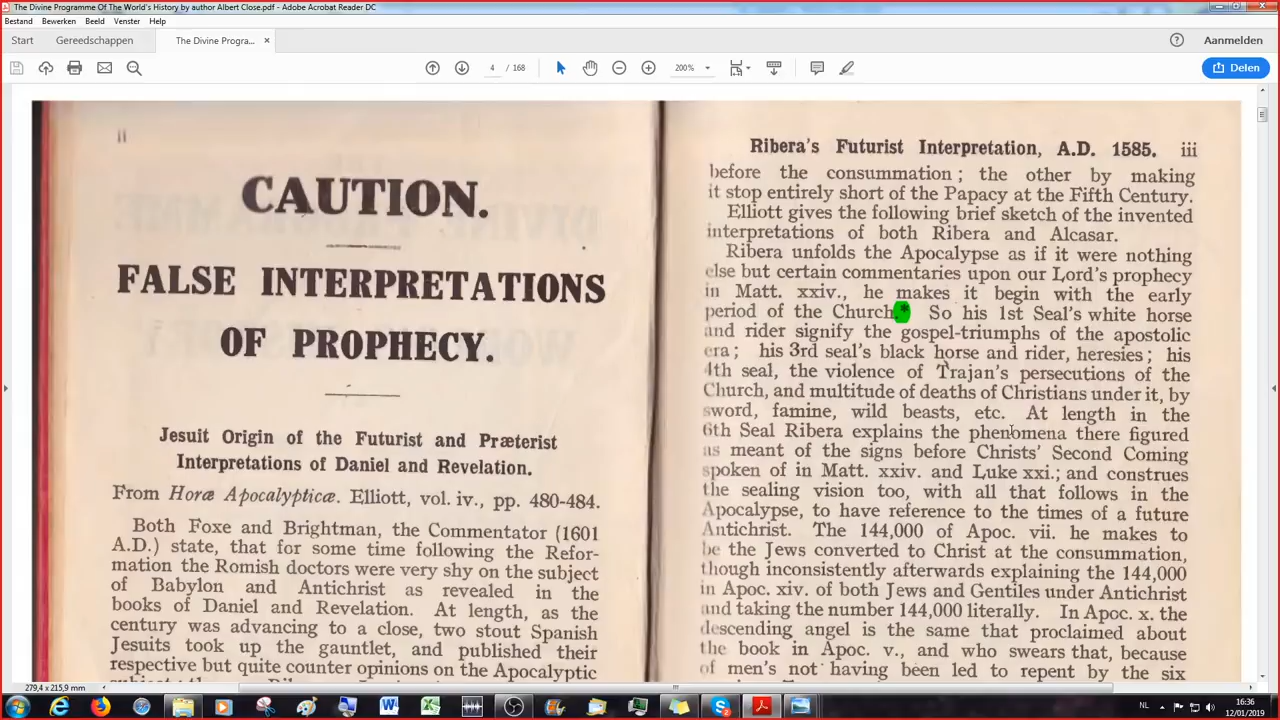 The Divine Programme Of The World's History by author Albert Close.pdf - Adobe Acrobat Reader DC
Bestand Bewerken Beeld Venster Help
Start Gereedschappen The Divine Progra... × Aanmelden
4 / 168 200% Delen
ii
CAUTION.
FALSE INTERPRETATIONS
OF PROPHECY.
Jesuit Origin of the Futurist and Præterist
Interpretations of Daniel and Revelation.
From Horæ Apocalypticæ. Elliott, vol. iv., pp. 480-484.
Both Foxe and Brightman, the Commentator (1601
A.D.) state, that for some time following the Refor-
mation the Romish doctors were very shy on the subject
of Babylon and Antichrist as revealed in the
books of Daniel and Revelation. At length, as the
century was advancing to a close, two stout Spanish
Jesuits took up the gauntlet, and published their
respective but quite counter opinions on the Apocalyptic
Ribera's Futurist Interpretation, A.D. 1585. iii
before the consummation ; the other by making
it stop entirely short of the Papacy at the Fifth Century.
Elliott gives the following brief sketch of the invented
interpretations of both Ribera and Alcasar.
Ribera unfolds the Apocalypse as if it were nothing
else but certain commentaries upon our Lord's prophecy
in Matt. xxiv., he makes it begin with the early
period of the Church.* So his 1st Seal's white horse
and rider signify the gospel-triumphs of the apostolic
era ; his 3rd seal's black horse and rider, heresies ; his
4th seal, the violence of Trajan's persecutions of the
Church, and multitude of deaths of Christians under it, by
sword, famine, wild beasts, etc. At length in the
6th Seal Ribera explains the phenomena there figured
as meant of the signs before Christs' Second Coming
spoken of in Matt. xxiv. and Luke xxi.; and construes
the sealing vision too, with all that follows in the
Apocalypse, to have reference to the times of a future
Antichrist. The 144,000 of Apoc. vii. he makes to
be the Jews converted to Christ at the consummation,
though inconsistently afterwards explaining the 144,000
in Apoc. xiv. of both Jews and Gentiles under Antichrist
and taking the number 144,000 literally. In Apoc. x. the
descending angel is the same that proclaimed about
the book in Apoc. v., and who swears that, because
of men's not having been led to repent by the six
279,4 x 215,9 mm
NL 16:36
12/01/2019